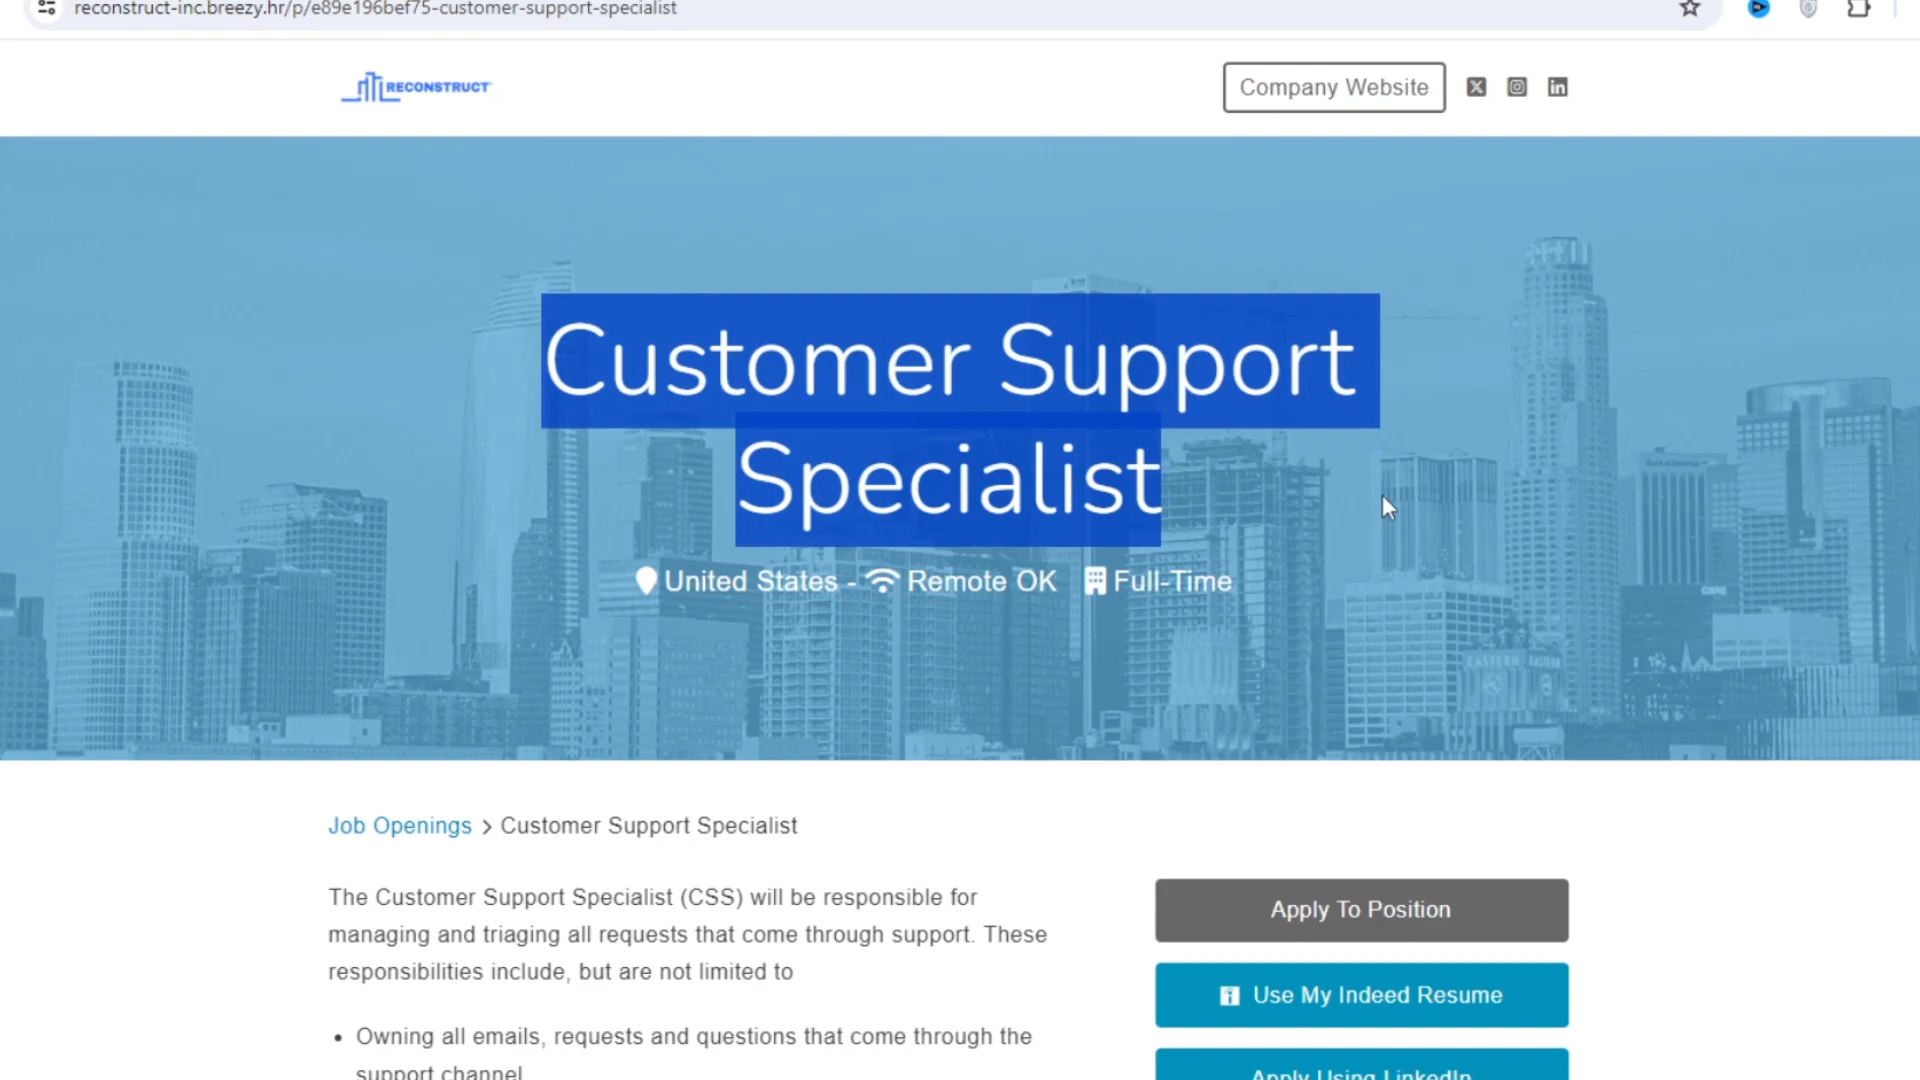 reconstruct-inc.breezy.hr/p/e89e196bef75-customer-support-specialist
RECONSTRUCT
Company Website
Customer Support
Specialist
United States - Remote OK Full-Time
EASTERN EASTERN
Job Openings > Customer Support Specialist
The Customer Support Specialist (CSS) will be responsible for
managing and triaging all requests that come through support. These
responsibilities include, but are not limited to
• Owning all emails, requests and questions that come through the
support channel
Apply To Position
Use My Indeed Resume
Apply Using LinkedIn